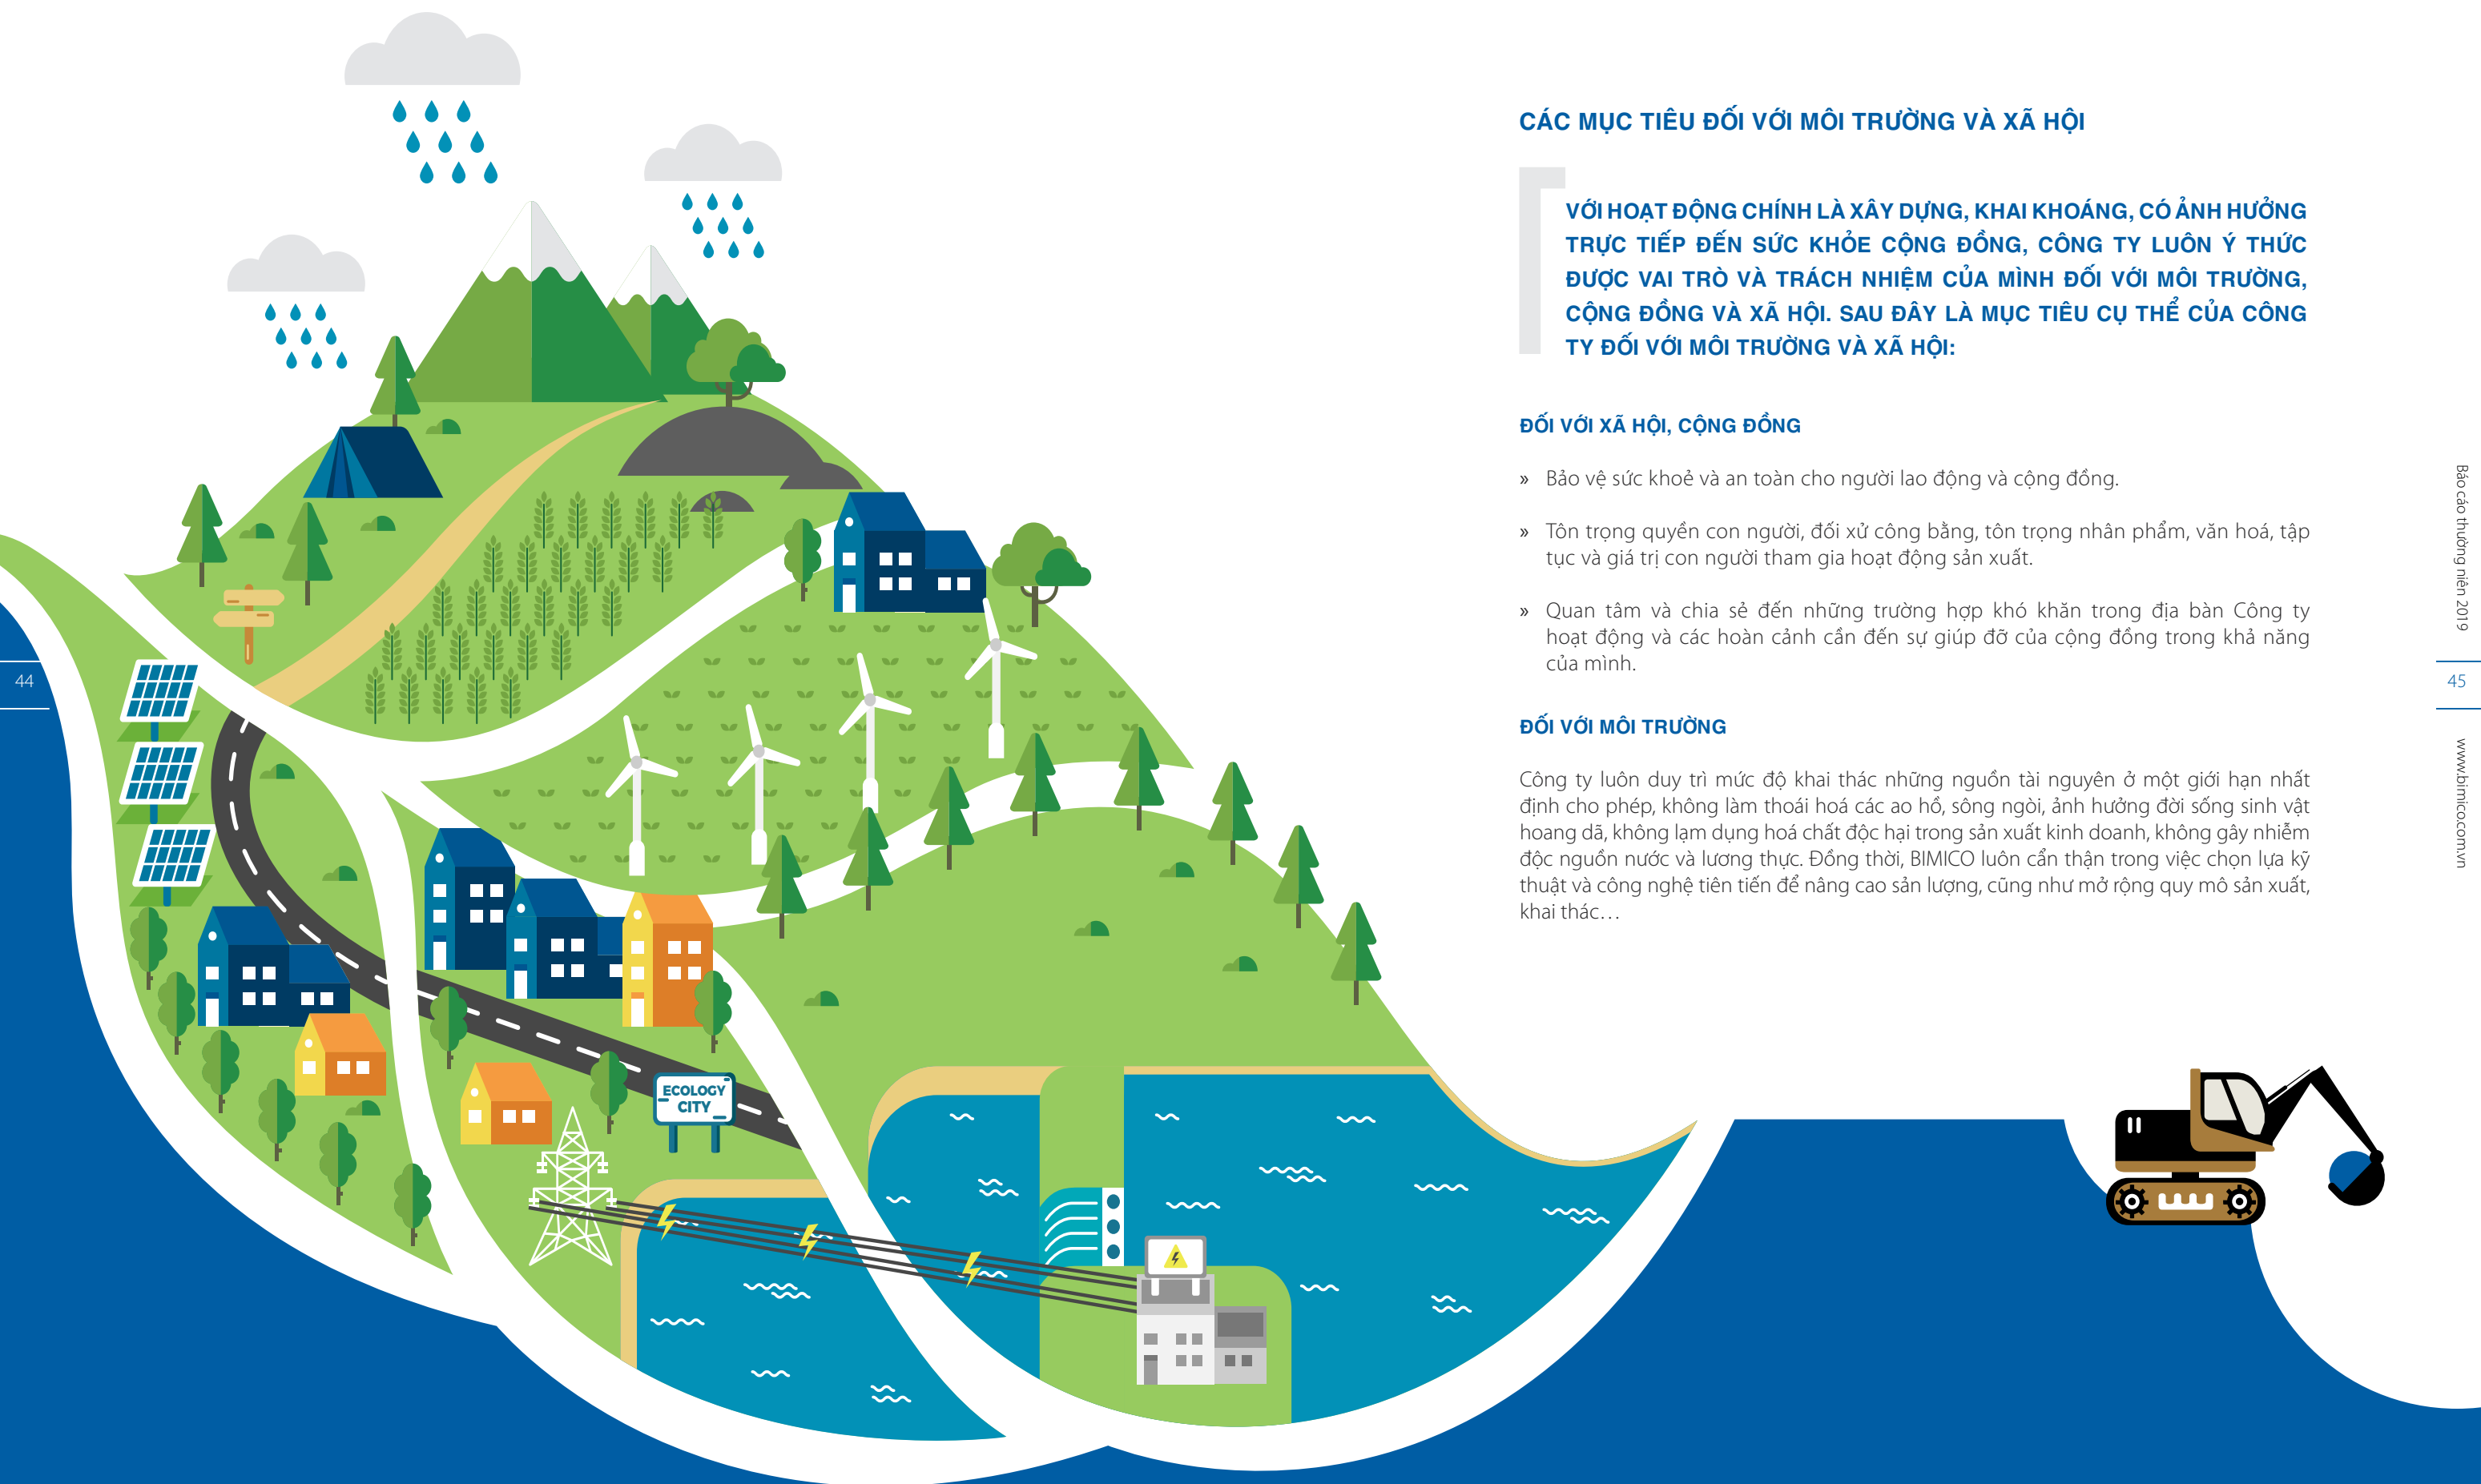 44
ECOLOGY
CITY
CÁC MỤC TIÊU ĐỐI VỚI MÔI TRƯỜNG VÀ XÃ HỘI
VỚI HOẠT ĐỘNG CHÍNH LÀ XÂY DỰNG, KHAI KHOÁNG, CÓ ẢNH HƯỞNG
TRỰC TIẾP ĐẾN SỨC KHỎE CỘNG ĐỒNG, CÔNG TY LUÔN Ý THỨC
ĐƯỢC VAI TRÒ VÀ TRÁCH NHIỆM CỦA MÌNH ĐỐI VỚI MÔI TRƯỜNG,
CỘNG ĐỒNG VÀ XÃ HỘI. SAU ĐÂY LÀ MỤC TIÊU CỤ THỂ CỦA CÔNG
TY ĐỐI VỚI MÔI TRƯỜNG VÀ XÃ HỘI:
ĐỐI VỚI XÃ HỘI, CỘNG ĐỒNG
» Bảo vệ sức khoẻ và an toàn cho người lao động và cộng đồng.
» Tôn trọng quyền con người, đối xử công bằng, tôn trọng nhân phẩm, văn hoá, tập
tục và giá trị con người tham gia hoạt động sản xuất.
» Quan tâm và chia sẻ đến những trường hợp khó khăn trong địa bàn Công ty
hoạt động và các hoàn cảnh cần đến sự giúp đỡ của cộng đồng trong khả năng
của mình.
ĐỐI VỚI MÔI TRƯỜNG
Công ty luôn duy trì mức độ khai thác những nguồn tài nguyên ở một giới hạn nhất
định cho phép, không làm thoái hoá các ao hồ, sông ngòi, ảnh hưởng đời sống sinh vật
hoang dã, không lạm dụng hoá chất độc hại trong sản xuất kinh doanh, không gây nhiễm
độc nguồn nước và lương thực. Đồng thời, BIMICO luôn cẩn thận trong việc chọn lựa kỹ
thuật và công nghệ tiên tiến để nâng cao sản lượng, cũng như mở rộng quy mô sản xuất,
khai thác…
Báo cáo thường niên 2019
45
www.bimico.com.vn